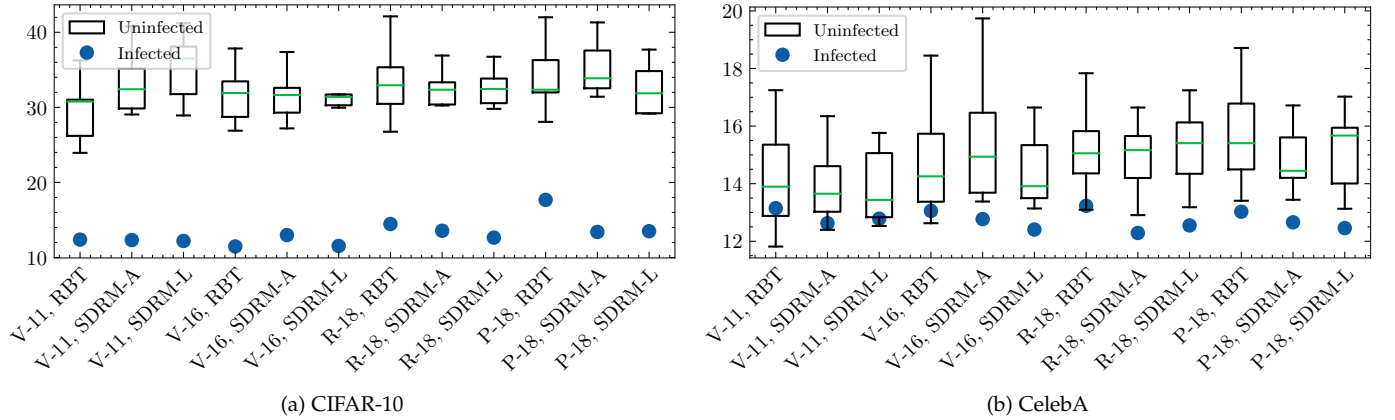 40
30
20
10
Uninfected
Infected
V-11, RBT
V-11, SDRM-A
V-11, SDRM-L
V-16, RBT
V-16, SDRM-A
V-16, SDRM-L
R-18, RBT
R-18, SDRM-A
R-18, SDRM-L
P-18, RBT
P-18, SDRM-A
P-18, SDRM-L
(a) CIFAR-10
20
18
16
14
12
Uninfected
Infected
V-11, RBT
V-11, SDRM-A
V-11, SDRM-L
V-16, RBT
V-16, SDRM-A
V-16, SDRM-L
R-18, RBT
R-18, SDRM-A
R-18, SDRM-L
P-18, RBT
P-18, SDRM-A
P-18, SDRM-L
(b) CelebA